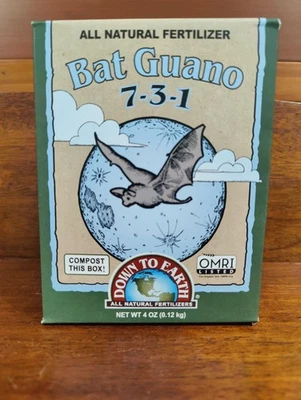 ALL NATURAL FERTILIZER
Bat Guano
7-3-1
COMPOST
THIS BOX!
OMRI
LISTED
DOWN TO EARTH
ALL NATURAL FERTILIZERS
NET WT 4 OZ (0.12 kg)